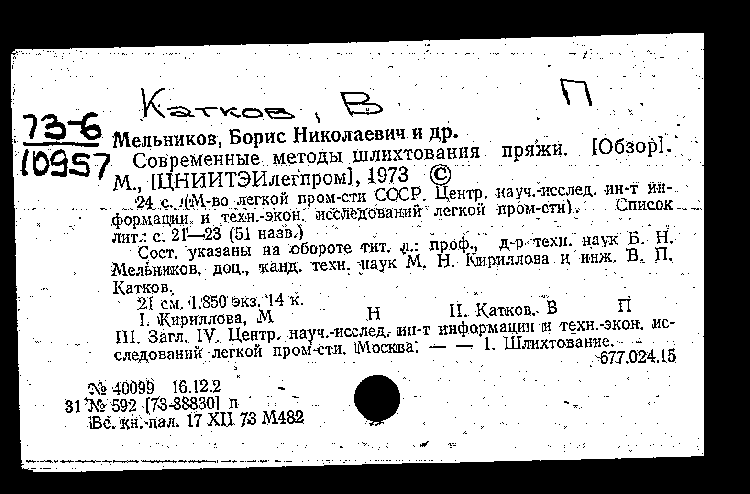 Катков, В П
73-6
10957
Мельников, Борис Николаевич и др.
Современные методы шлихтования пряжи. [Обзор].
М., [ЦНИИТЭИлегпром], 1973 ©
24 с. (М-во легкой пром-сти СССР. Центр. науч.-исслед. ин-т ин-
формации и техн.-экон. исследований легкой пром-сти). Список
лит.: с. 21—23 (51 назв.)
Сост. указаны на обороте тит. л.: проф., д-р техн. наук Б. Н.
Мельников, доц., канд. техн. наук М. Н. Кириллова и инж. В. П.
Катков.
21 см. 1.850 экз. 14 к.
I. Кириллова, М Н II. Катков, В П
III. Загл. IV. Центр. науч.-исслед. ин-т информации и техн.-экон. ис-
следований легкой пром-сти. Москва. — — 1. Шлихтование.
677.024.15
№ 40099 16.12.2
31 № 592 [73-38830] п
Вс. кн. пал. 17 XII 73 М482